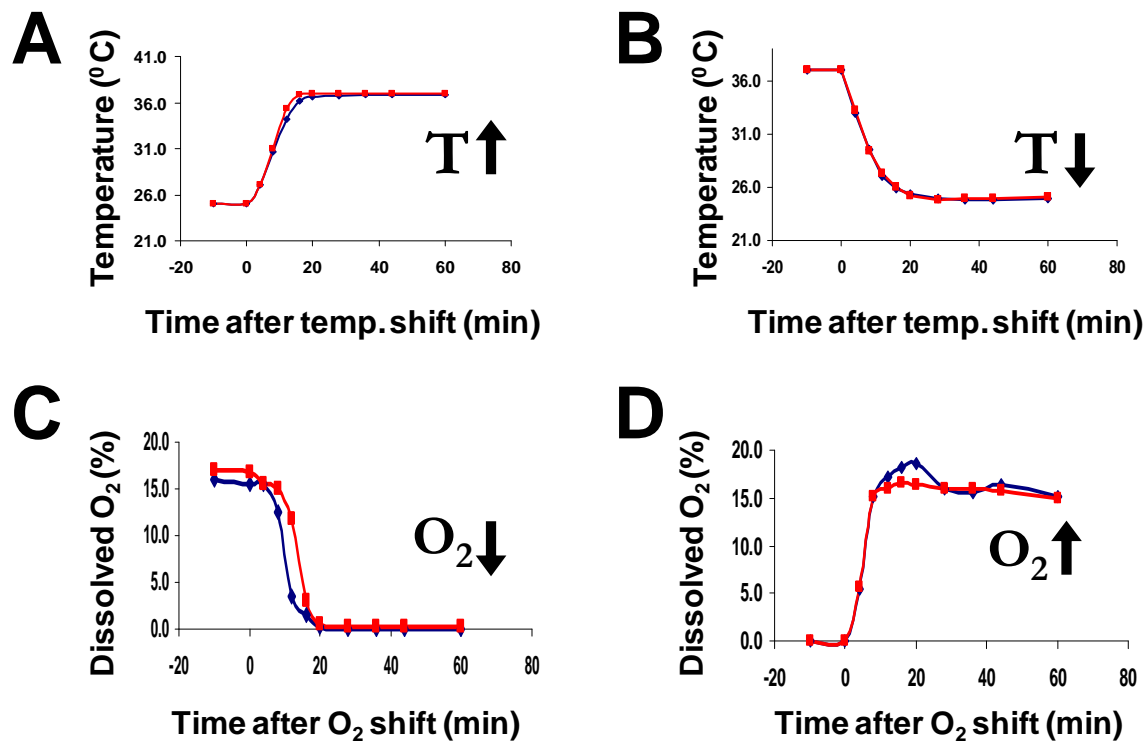 A
Temperature (⁰C)
41.0
36.0
31.0
26.0
21.0
T
-20 0 20 40 60 80
Time after temp. shift (min)
B
Temperature (⁰C)
36.0
31.0
26.0
21.0
T
-20 0 20 40 60 80
Time after temp. shift (min)
C
Dissolved O₂ (%)
20.0
15.0
10.0
5.0
0.0
O₂
-20 0 20 40 60 80
Time after O₂ shift (min)
D
Dissolved O₂ (%)
20.0
15.0
10.0
5.0
0.0
O₂
-20 0 20 40 60 80
Time after O₂ shift (min)